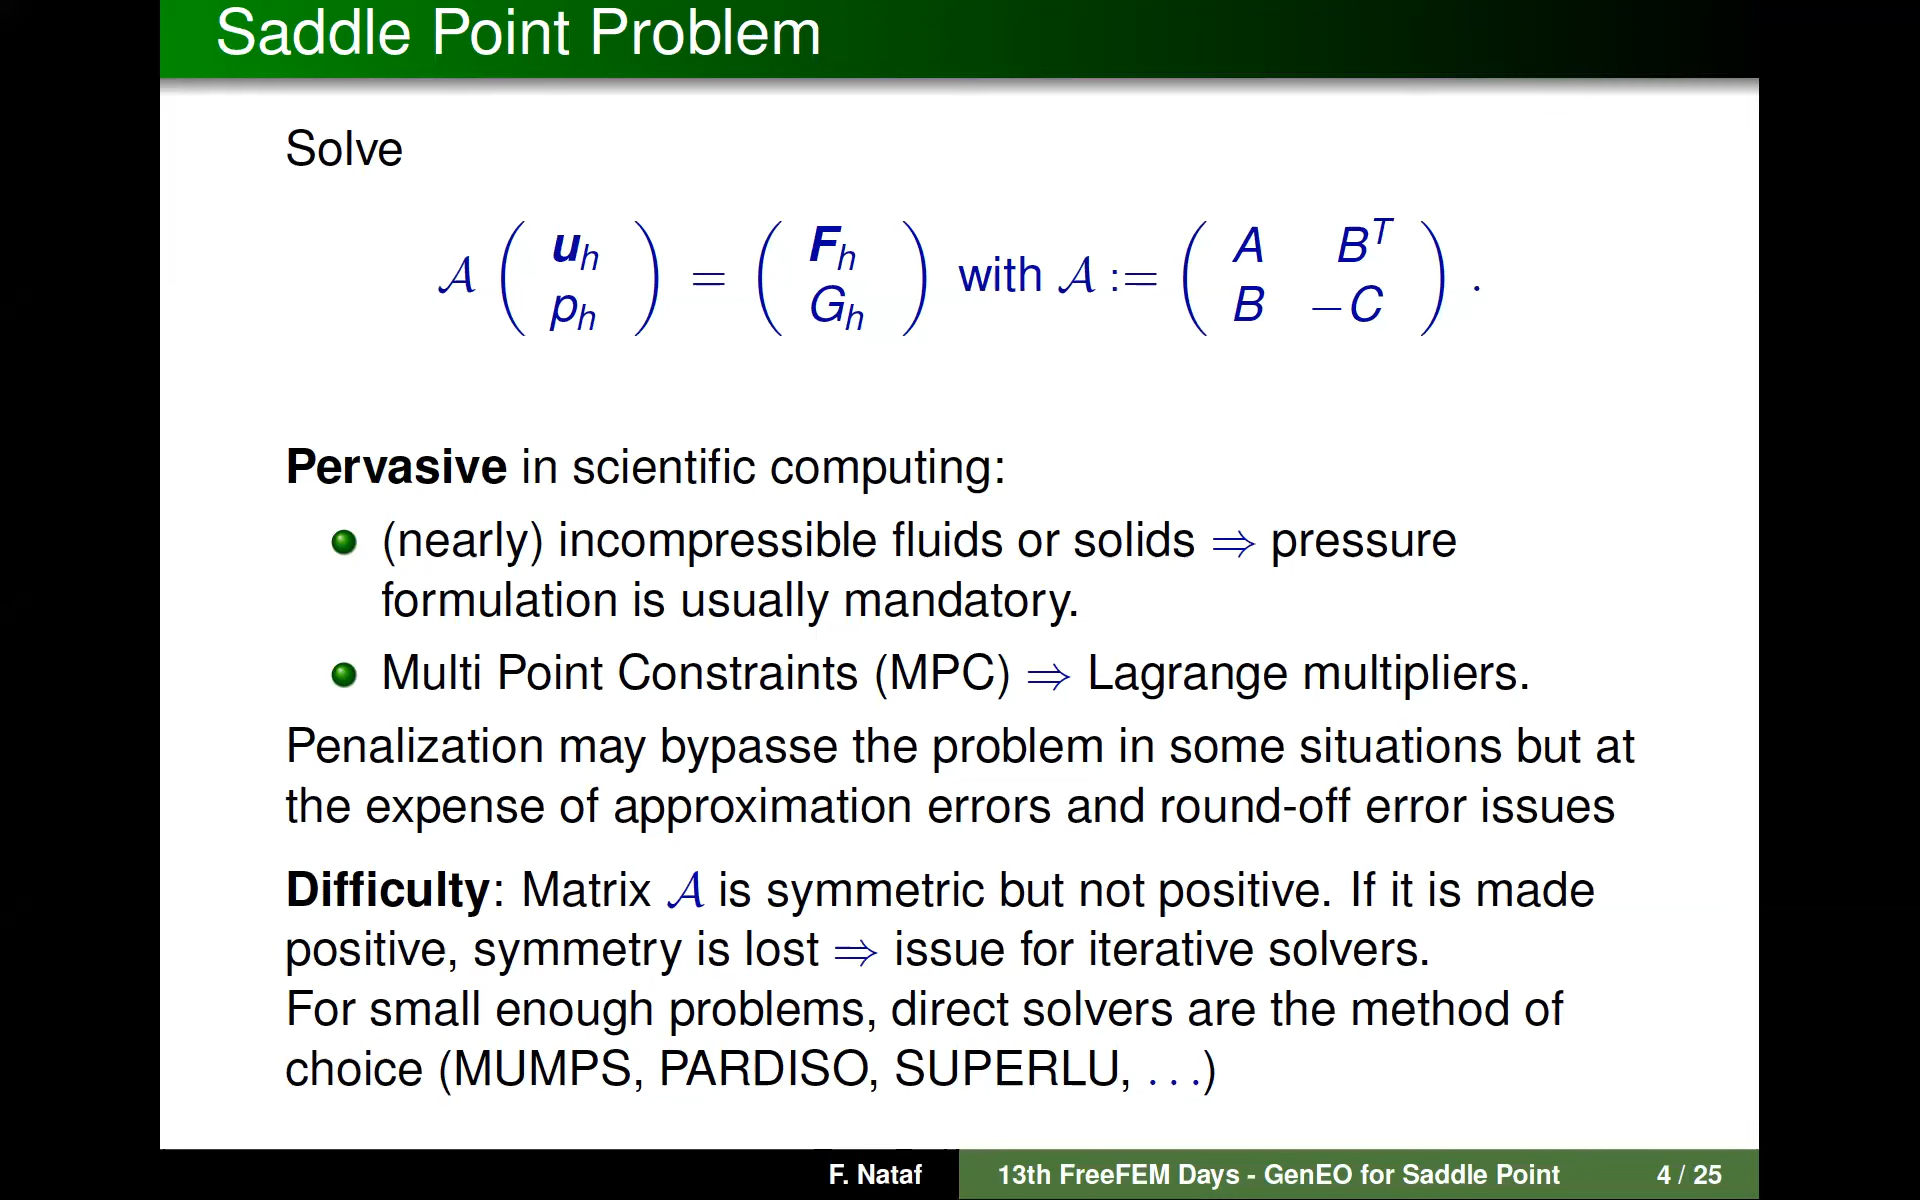 Saddle Point Problem
Solve
𝒜 ( u_h p_h ) = ( F_h G_h ) with 𝒜 := ( A B^T B −C ) .
Pervasive in scientific computing:
(nearly) incompressible fluids or solids ⇒ pressure
formulation is usually mandatory.
Multi Point Constraints (MPC) ⇒ Lagrange multipliers.
Penalization may bypasse the problem in some situations but at
the expense of approximation errors and round-off error issues
Difficulty: Matrix 𝒜 is symmetric but not positive. If it is made
positive, symmetry is lost ⇒ issue for iterative solvers.
For small enough problems, direct solvers are the method of
choice (MUMPS, PARDISO, SUPERLU, . . .)
F. Nataf 13th FreeFEM Days - GenEO for Saddle Point 4 / 25